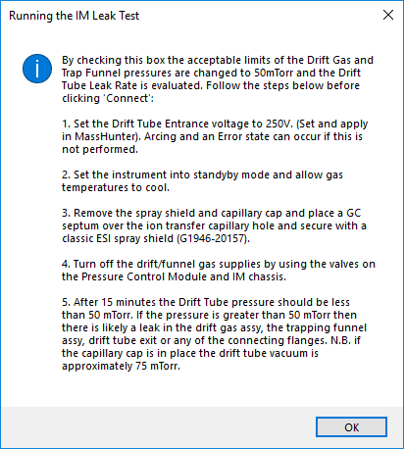 Running the IM Leak Test
By checking this box the acceptable limits of the Drift Gas and
Trap Funnel pressures are changed to 50mTorr and the Drift
Tube Leak Rate is evaluated. Follow the steps below before
clicking 'Connect':
1. Set the Drift Tube Entrance voltage to 250V. (Set and apply
in MassHunter). Arcing and an Error state can occur if this is
not performed.
2. Set the instrument into standyby mode and allow gas
temperatures to cool.
3. Remove the spray shield and capillary cap and place a GC
septum over the ion transfer capillary hole and secure with a
classic ESI spray shield (G1946-20157).
4. Turn off the drift/funnel gas supplies by using the valves on
the Pressure Control Module and IM chassis.
5. After 15 minutes the Drift Tube pressure should be less
than 50 mTorr. If the pressure is greater than 50 mTorr then
there is likely a leak in the drift gas assy, the trapping funnel
assy, drift tube exit or any of the connecting flanges. N.B. if
the capillary cap is in place the drift tube vacuum is
approximately 75 mTorr.
OK